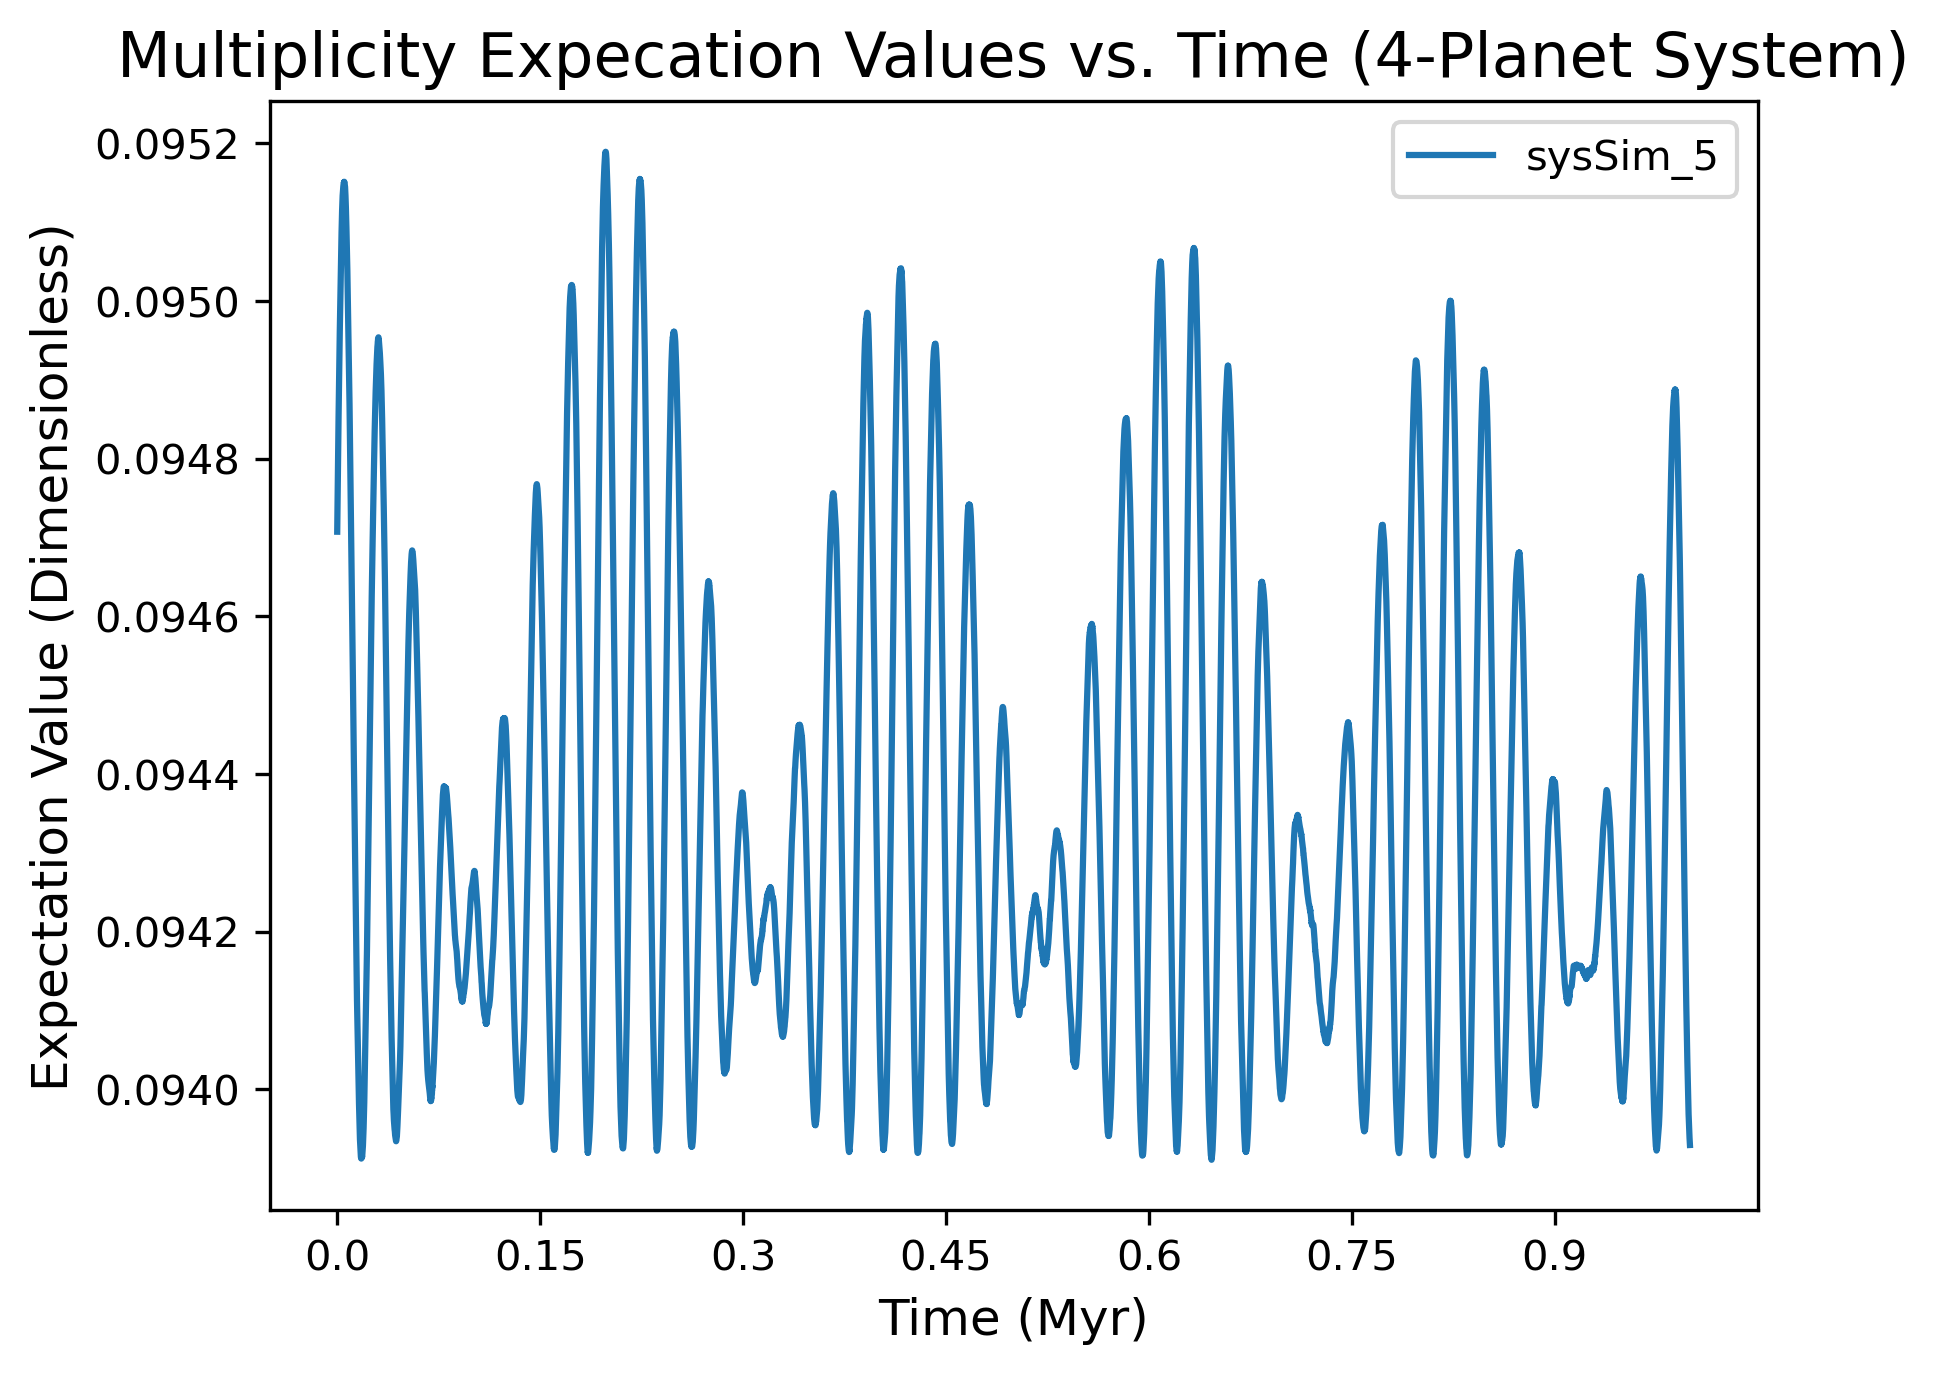 Multiplicity Expecation Values vs. Time (4-Planet System)
sysSim_5
Expectation Value (Dimensionless)
0.0952
0.0950
0.0948
0.0946
0.0944
0.0942
0.0940
0.0 0.15 0.3 0.45 0.6 0.75 0.9
Time (Myr)